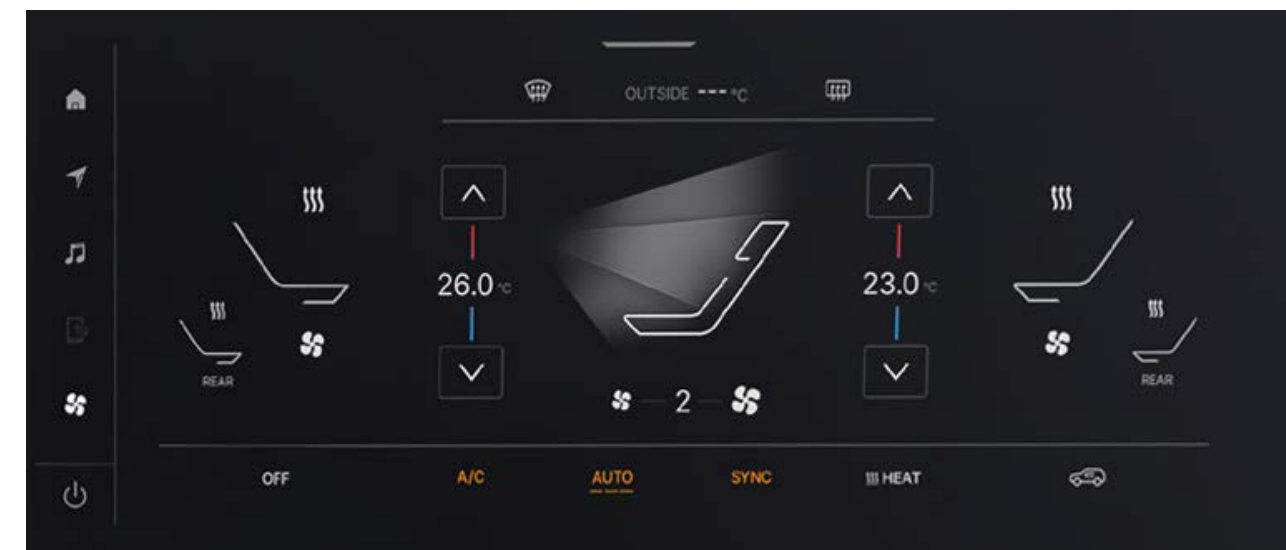 OUTSIDE --- °C
26.0 °C
23.0 °C
REAR
REAR
2
OFF
A/C
AUTO
SYNC
HEAT